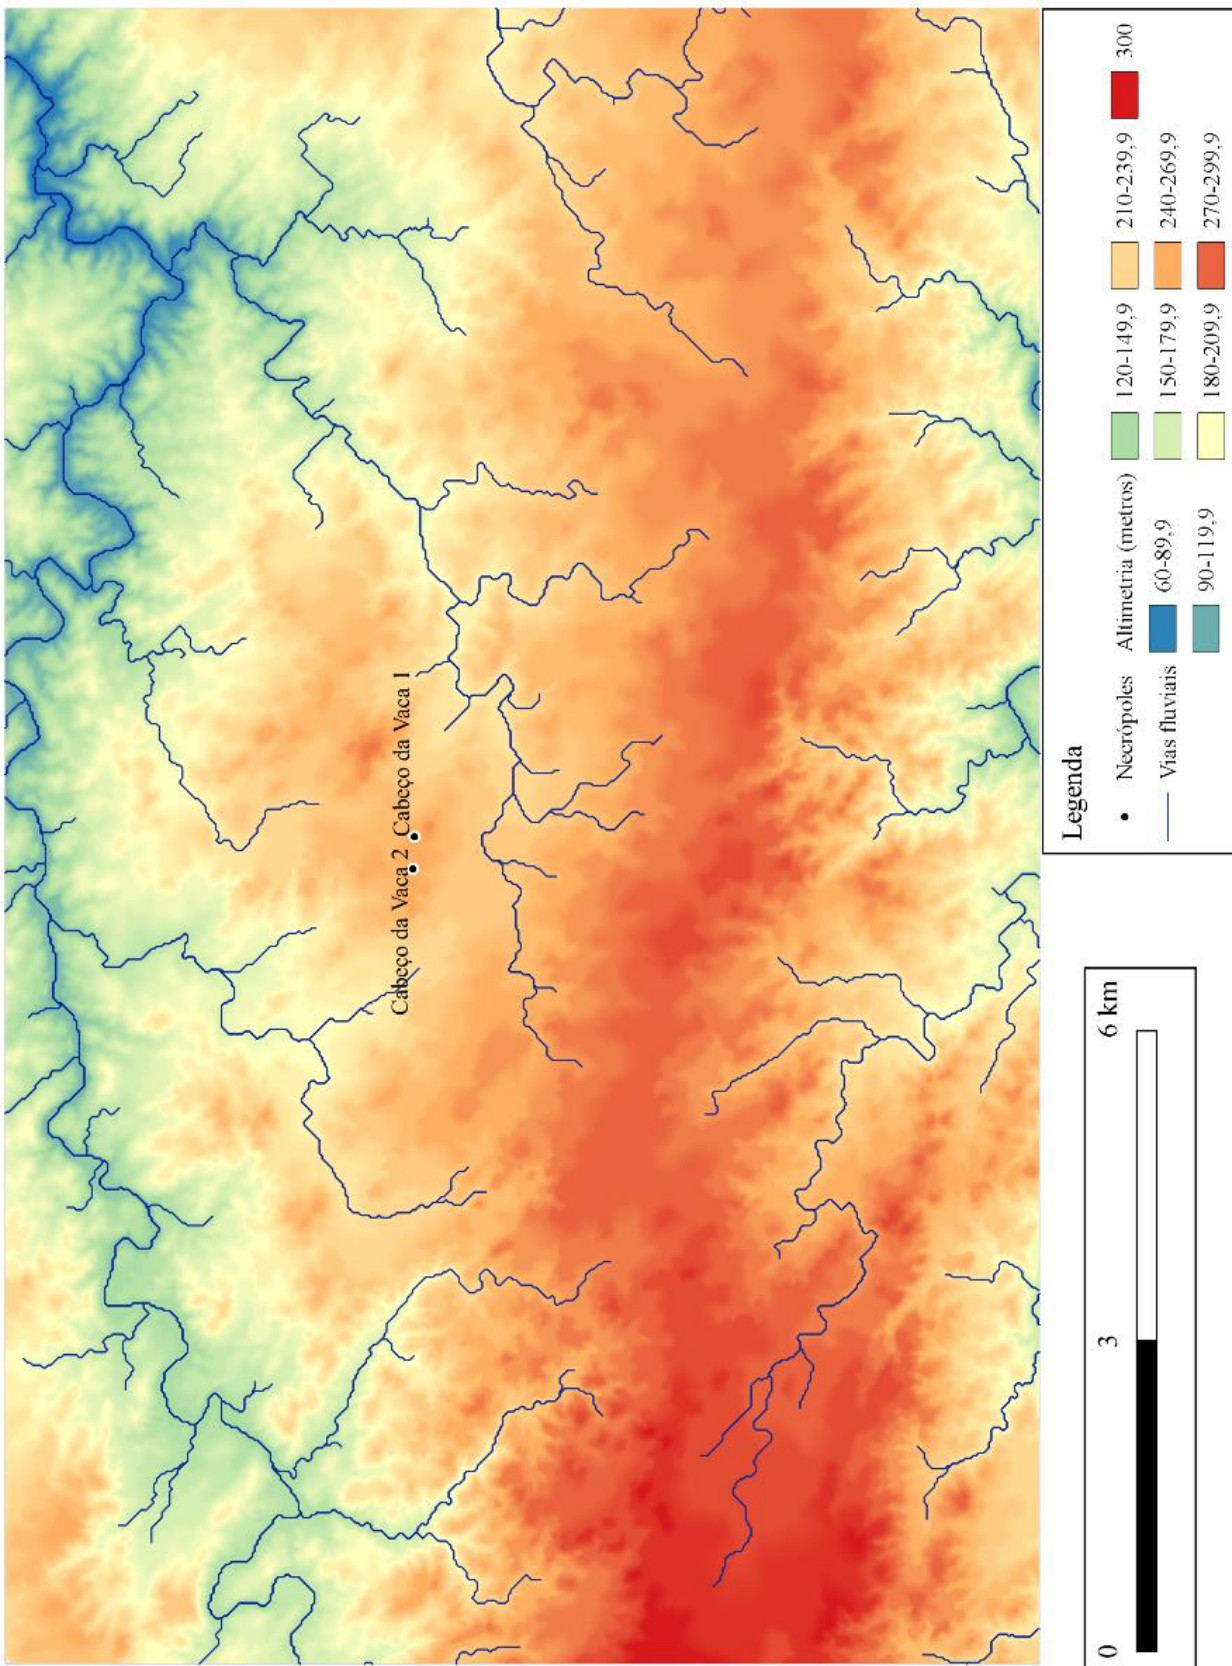 Cabeço da Vaca 2
Cabeço da Vaca 1
0 3 6 km
Legenda
Necrópoles
Vias fluviais
Altimetria (metros)
60-89,9
90-119,9
120-149,9
150-179,9
180-209,9
210-239,9
240-269,9
270-299,9
300